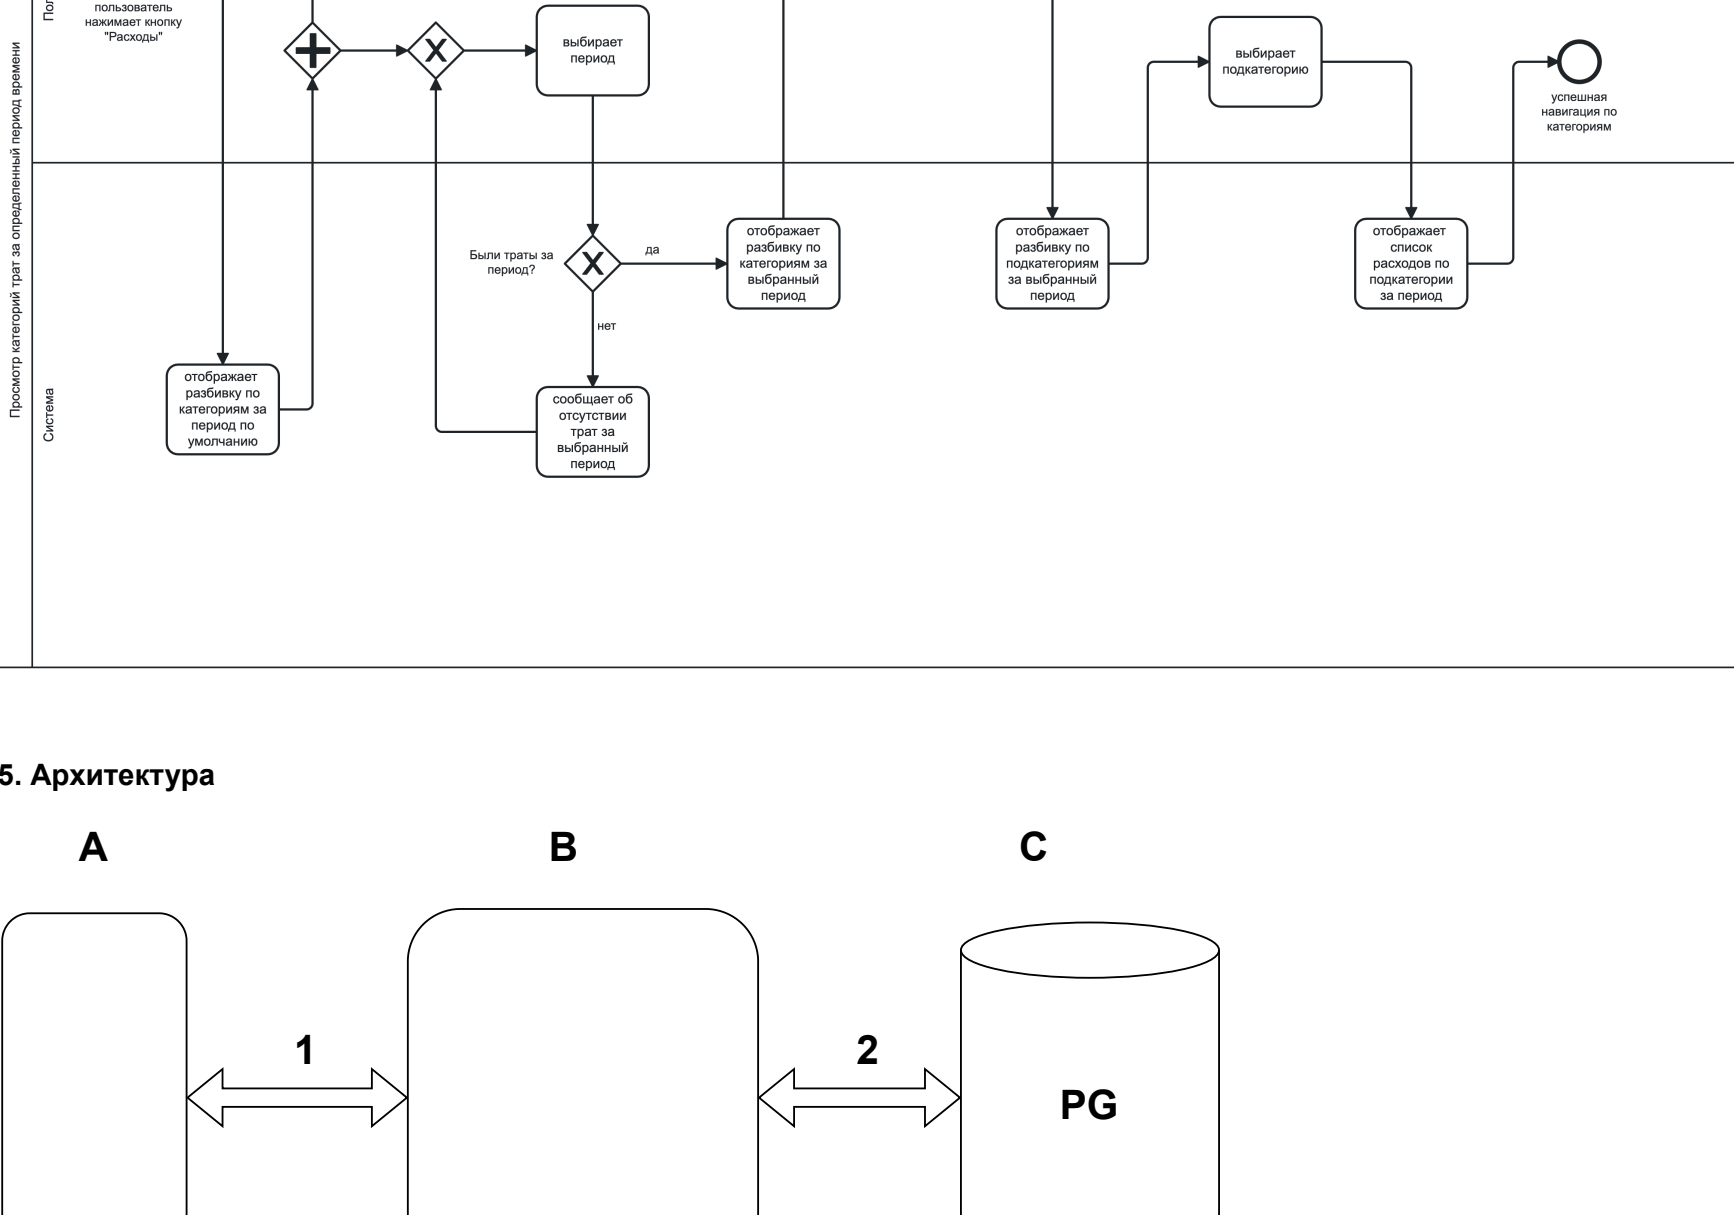 пользователь
нажимает кнопку
"Расходы"
X
выбирает
период
выбирает
подкатегорию
успешная
навигация по
категориям
Просмотр категорий трат за определенный период времени
Система
Были траты за
период?
X
да
нет
отображает
разбивку по
категориям за
выбранный
период
отображает
разбивку по
подкатегориям
за выбранный
период
отображает
список
расходов по
подкатегории
за период
отображает
разбивку по
категориям за
период по
умолчанию
сообщает об
отсутствии
трат за
выбранный
период
5. Архитектура
A
B
C
1
2
PG